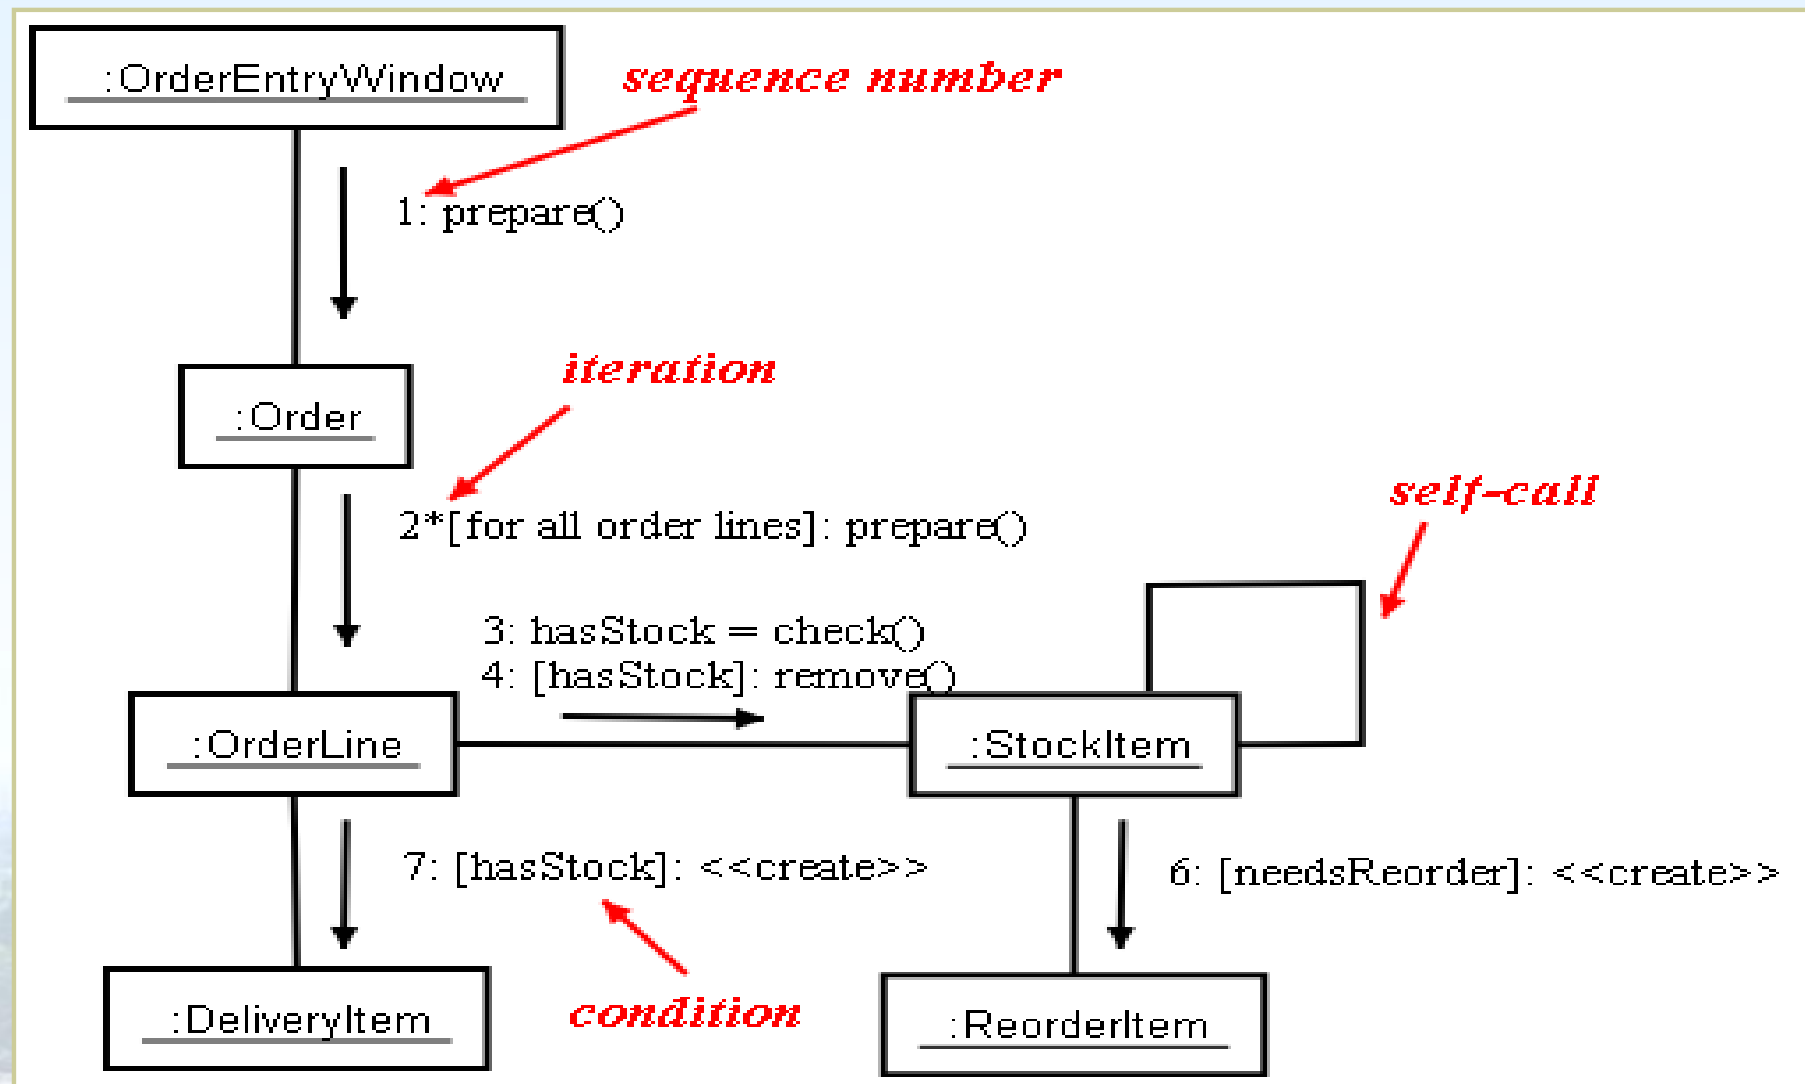 :OrderEntryWindow
sequence number
1: prepare()
:Order
iteration
2*[for all order lines]: prepare()
self-call
3: hasStock = check()
4: [hasStock]: remove()
:OrderLine
:StockItem
7: [hasStock]: <<create>>
6: [needsReorder]: <<create>>
:DeliveryItem
condition
:ReorderItem